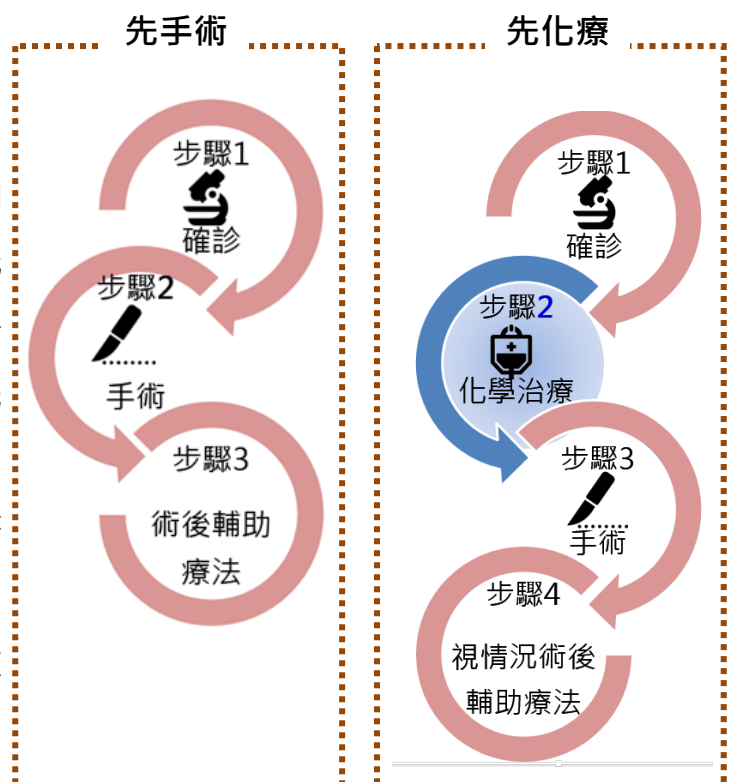 先手術
步驟1
確診
步驟2
手術
步驟3
術後輔助
療法
先化療
步驟1
確診
步驟2
化學治療
步驟3
手術
步驟4
視情況術後
輔助療法